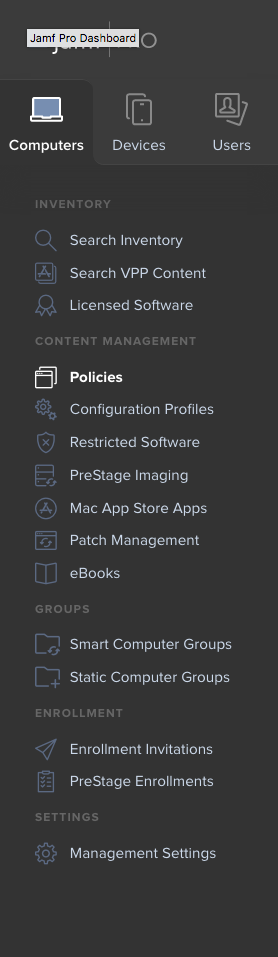 Jamf Pro Dashboard
Computers
Devices
Users
INVENTORY
Search Inventory
Search VPP Content
Licensed Software
CONTENT MANAGEMENT
Policies
Configuration Profiles
Restricted Software
PreStage Imaging
Mac App Store Apps
Patch Management
eBooks
GROUPS
Smart Computer Groups
Static Computer Groups
ENROLLMENT
Enrollment Invitations
PreStage Enrollments
SETTINGS
Management Settings